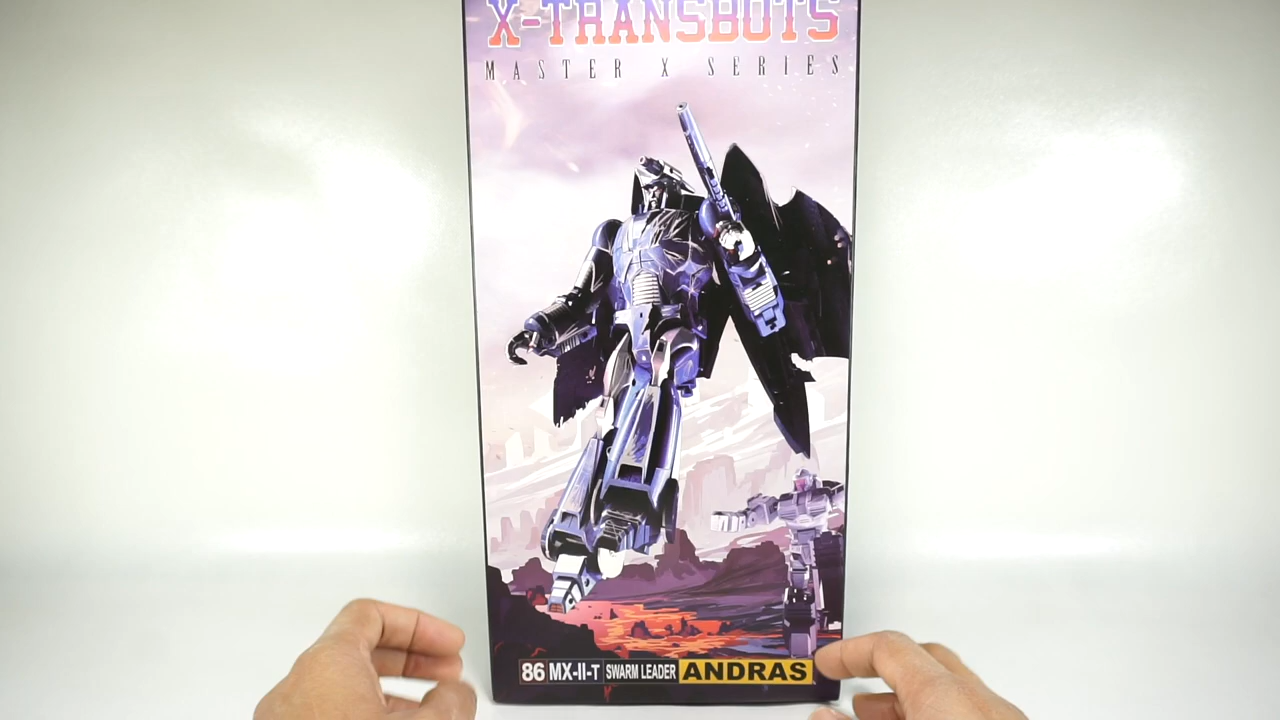 X-TRANSBOTS
MASTER X SERIES
86 MX-II-T SWARM LEADER ANDRAS